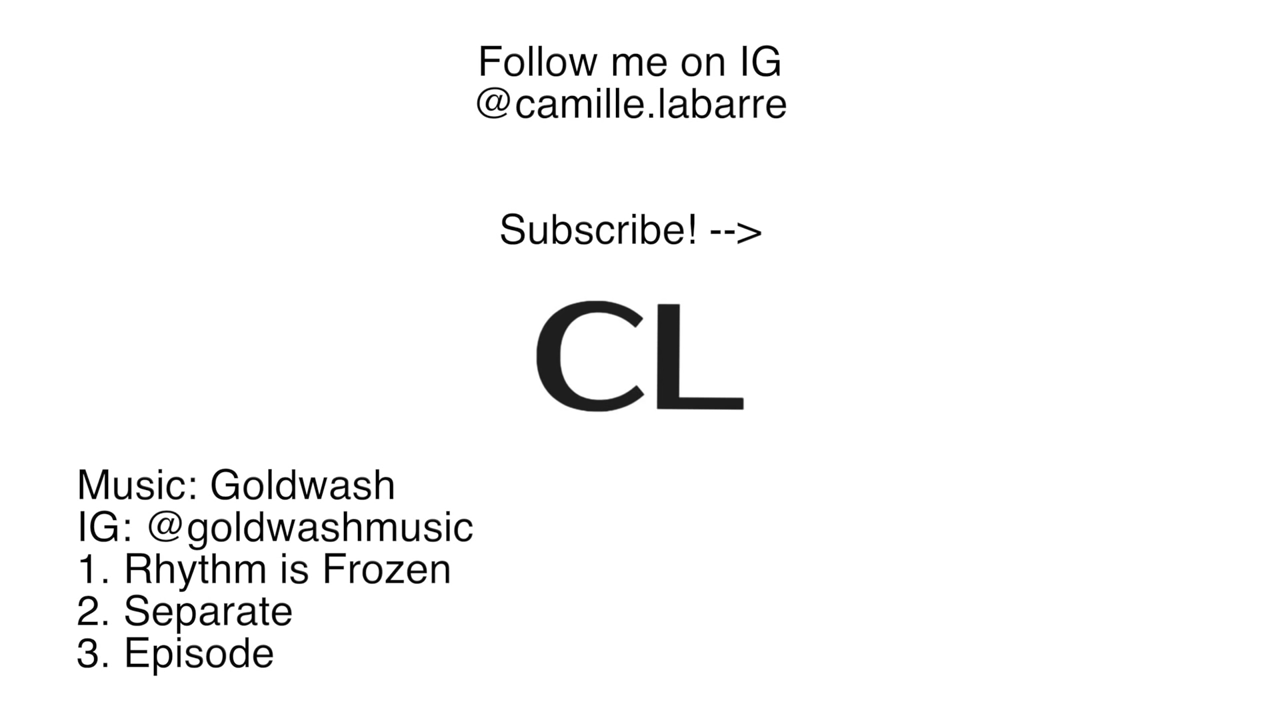 Follow me on IG
@camille.labarre
Subscribe! -->
CL
Music: Goldwash
IG: @goldwashmusic
1. Rhythm is Frozen
2. Separate
3. Episode